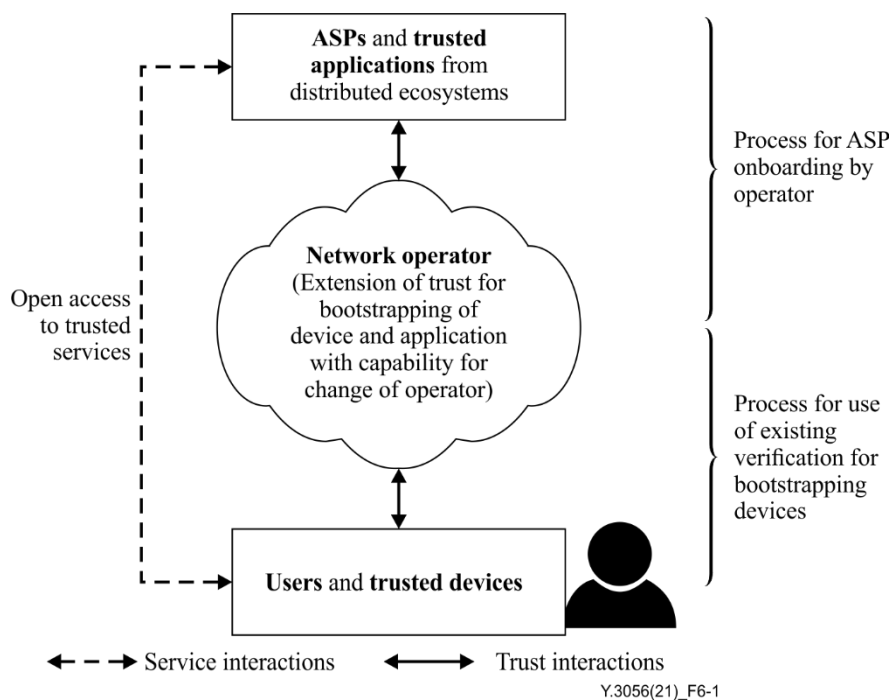 ASPs and trusted
applications from
distributed ecosystems
Process for ASP
onboarding by
operator
Network operator
(Extension of trust for
bootstrapping of
device and application
with capability for
change of operator)
Open access
to trusted
services
Process for use
of existing
verification for
bootstrapping
devices
Users and trusted devices
Service interactions
Trust interactions
Y.3056(21)_F6-1